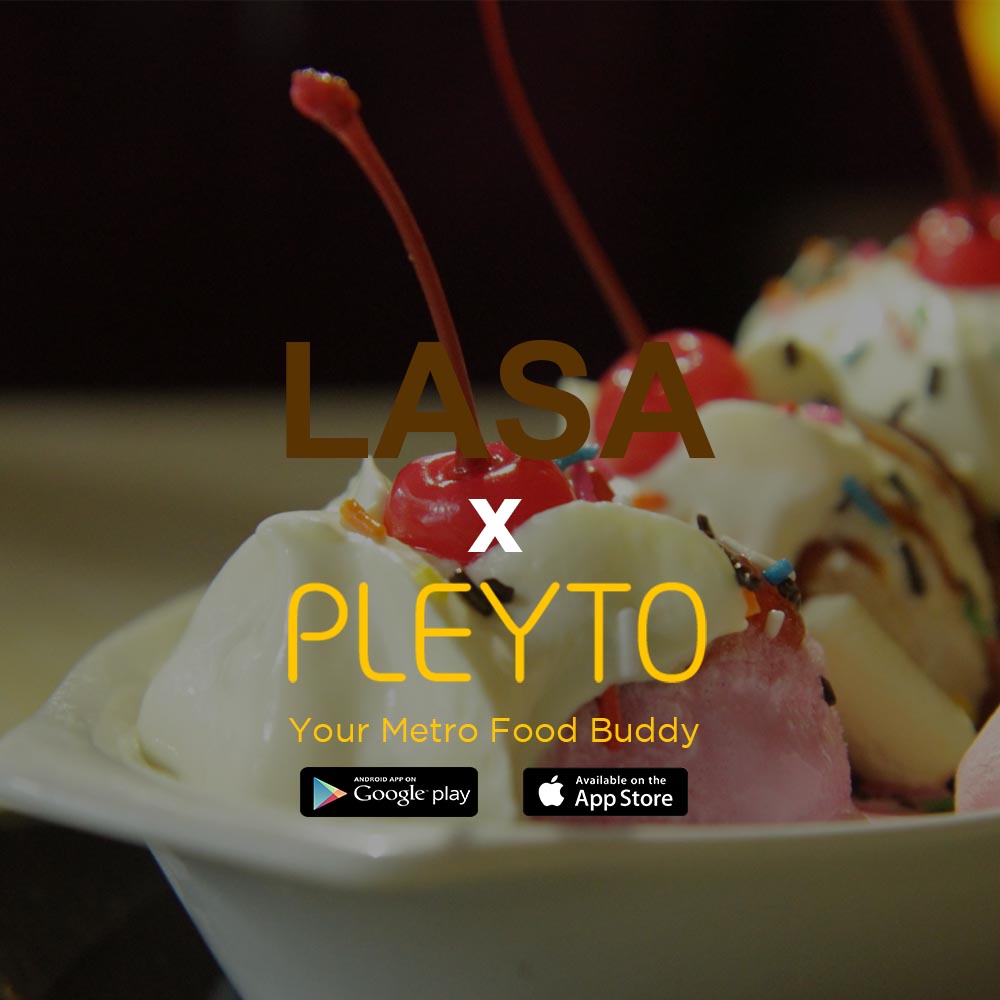 LASA
x
PLEYTO
Your Metro Food Buddy
ANDROID APP ON
Google play
Available on the
App Store